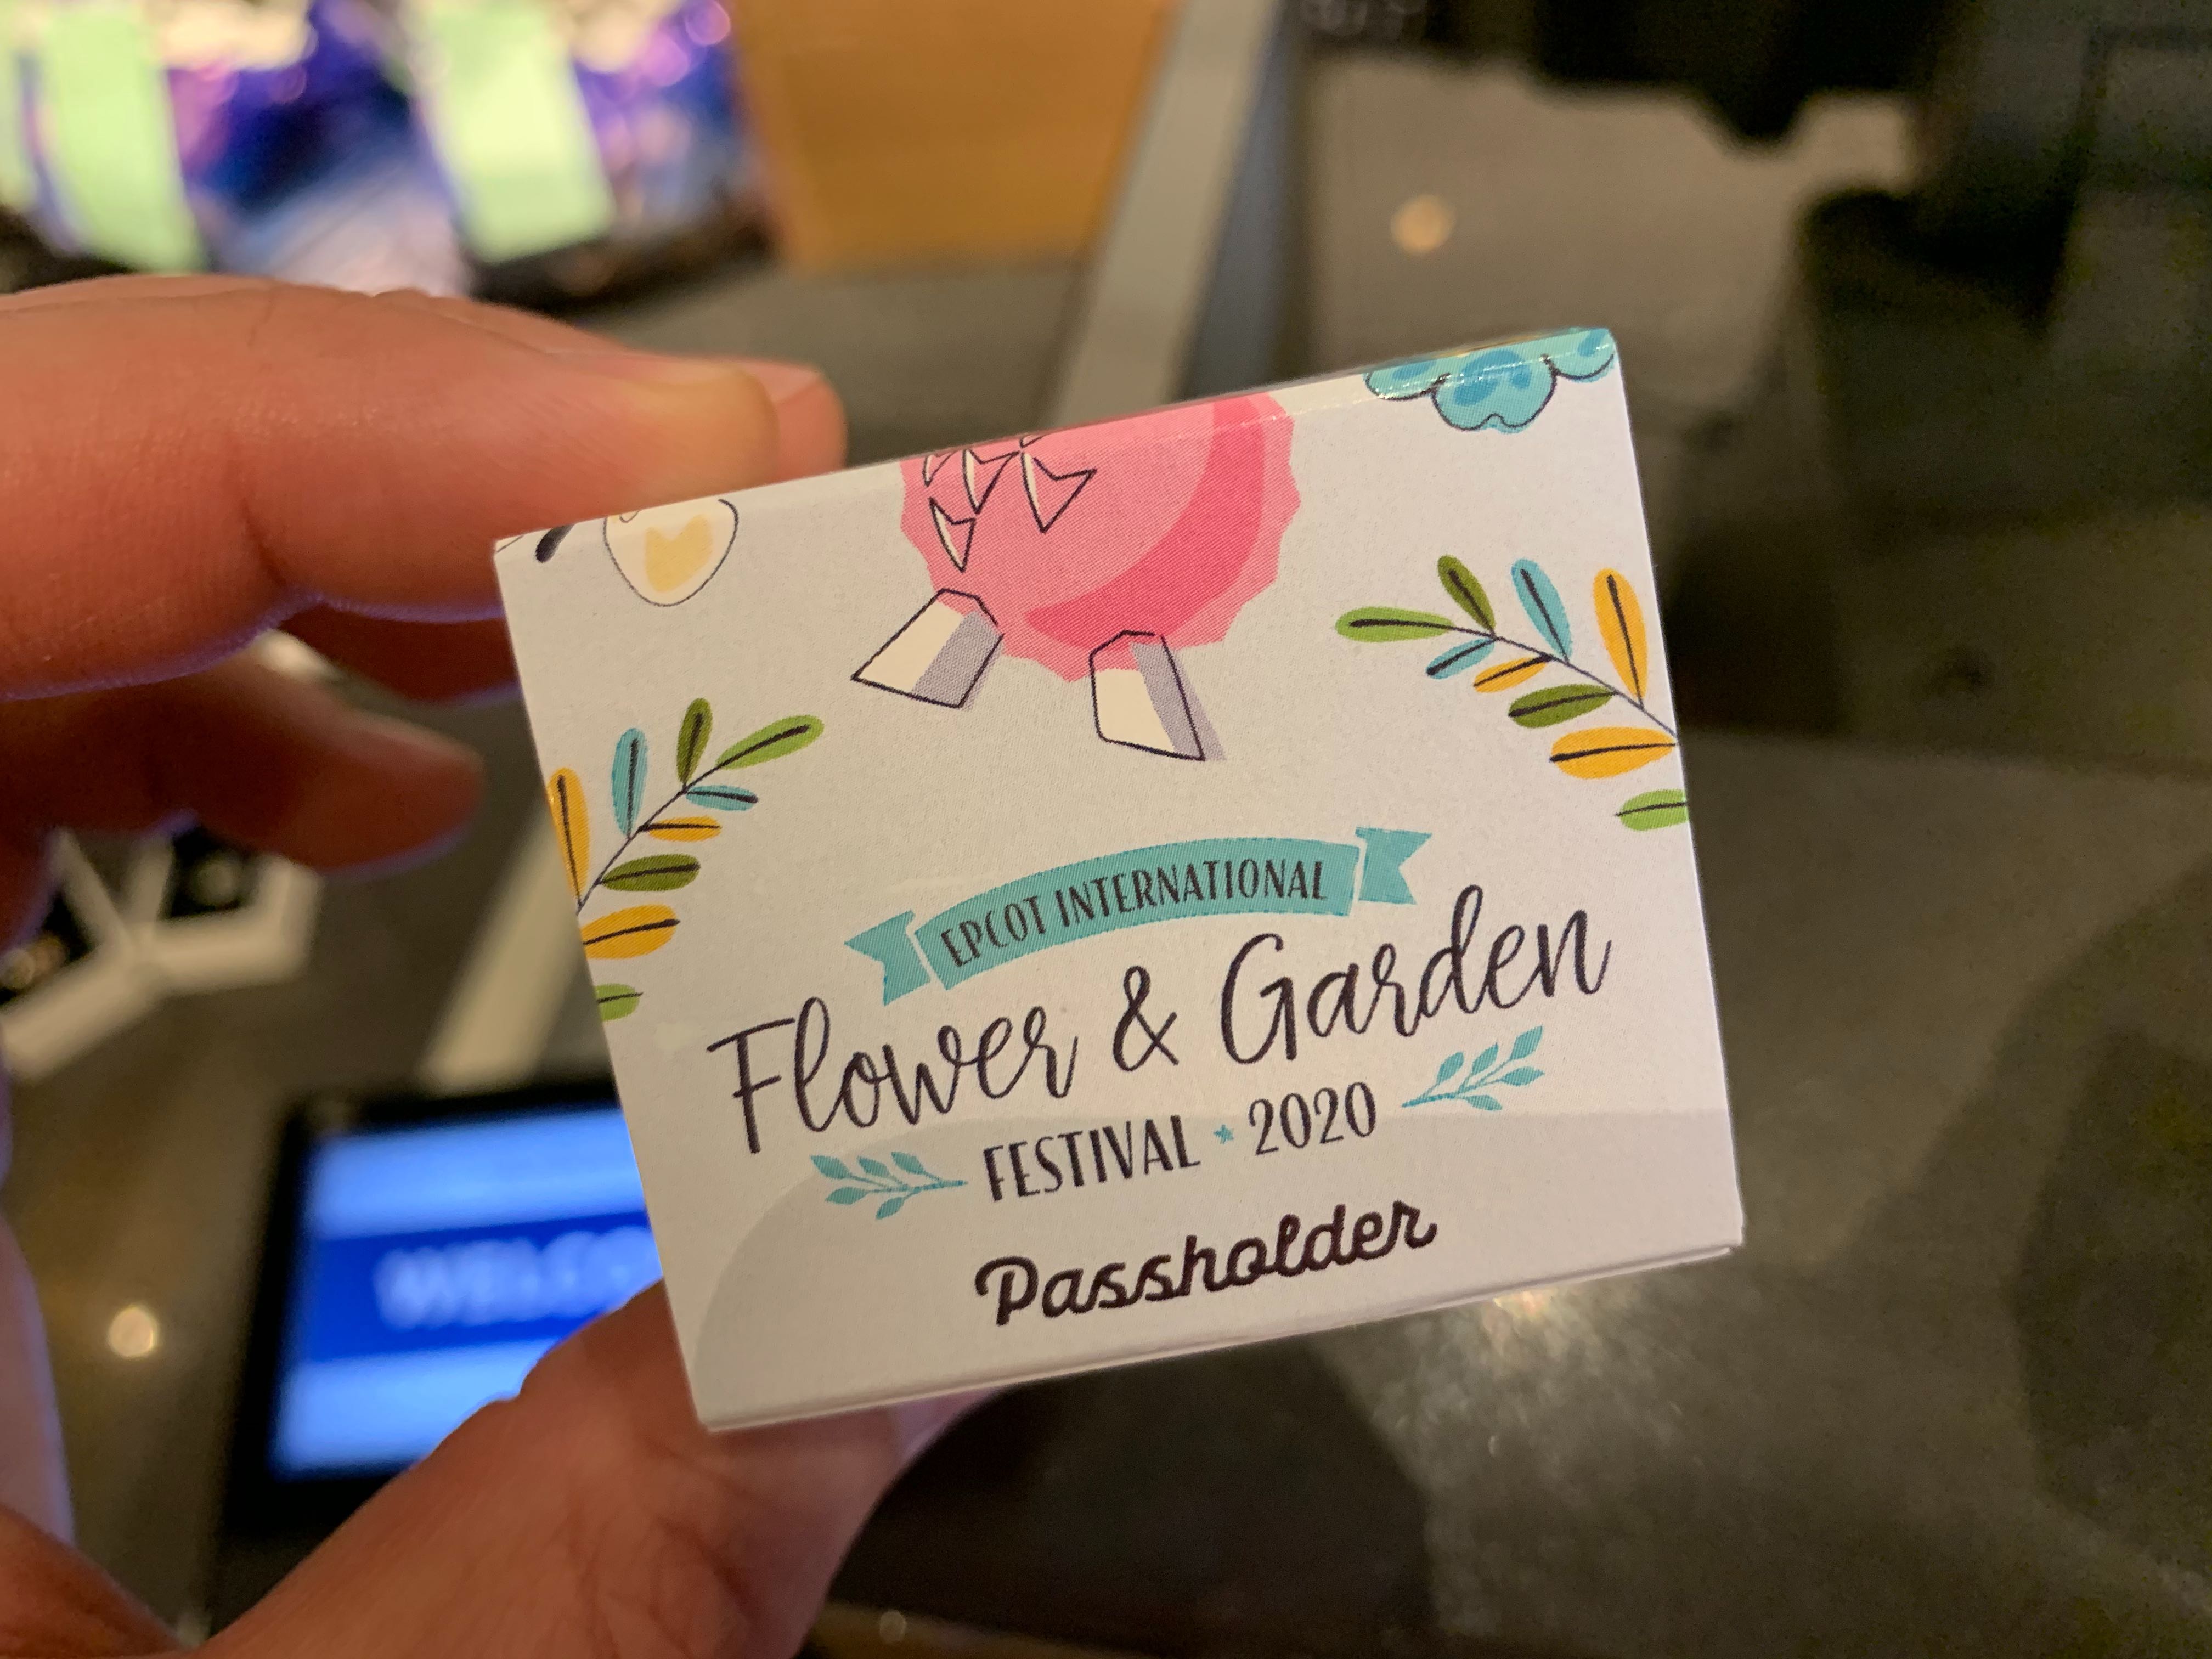 EPCOT INTERNATIONAL
Flower & Garden
FESTIVAL * 2020
Passholder